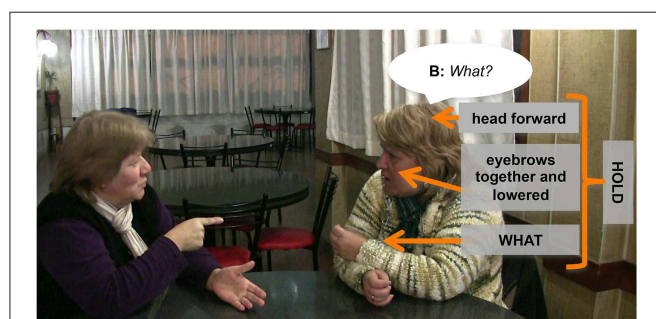 B: What?
head forward
eyebrows
together and
lowered
WHAT
HOLD